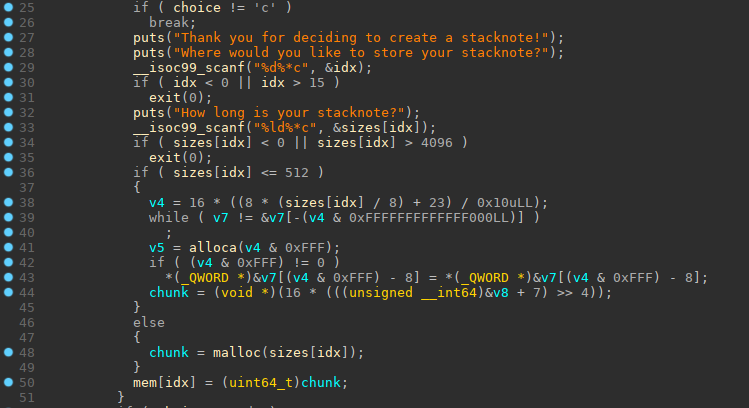 25 if ( choice != 'c' )
26 break;
27 puts("Thank you for deciding to create a stacknote!");
28 puts("Where would you like to store your stacknote?");
29 __isoc99_scanf("%d%*c", &idx);
30 if ( idx < 0 || idx > 15 )
31 exit(0);
32 puts("How long is your stacknote?");
33 __isoc99_scanf("%ld%*c", &sizes[idx]);
34 if ( sizes[idx] < 0 || sizes[idx] > 4096 )
35 exit(0);
36 if ( sizes[idx] <= 512 )
37 {
38 v4 = 16 * ((8 * (sizes[idx] / 8) + 23) / 0x10uLL);
39 while ( v7 != &v7[-(v4 & 0xFFFFFFFFFFFFF000LL)] )
40 ;
41 v5 = alloca(v4 & 0xFFF);
42 if ( (v4 & 0xFFF) != 0 )
43 *(_QWORD *)&v7[(v4 & 0xFFF) - 8] = *(_QWORD *)&v7[(v4 & 0xFFF) - 8];
44 chunk = (void *)(16 * (((unsigned __int64)&v8 + 7) >> 4));
45 }
46 else
47 {
48 chunk = malloc(sizes[idx]);
49 }
50 mem[idx] = (uint64_t)chunk;
51 }